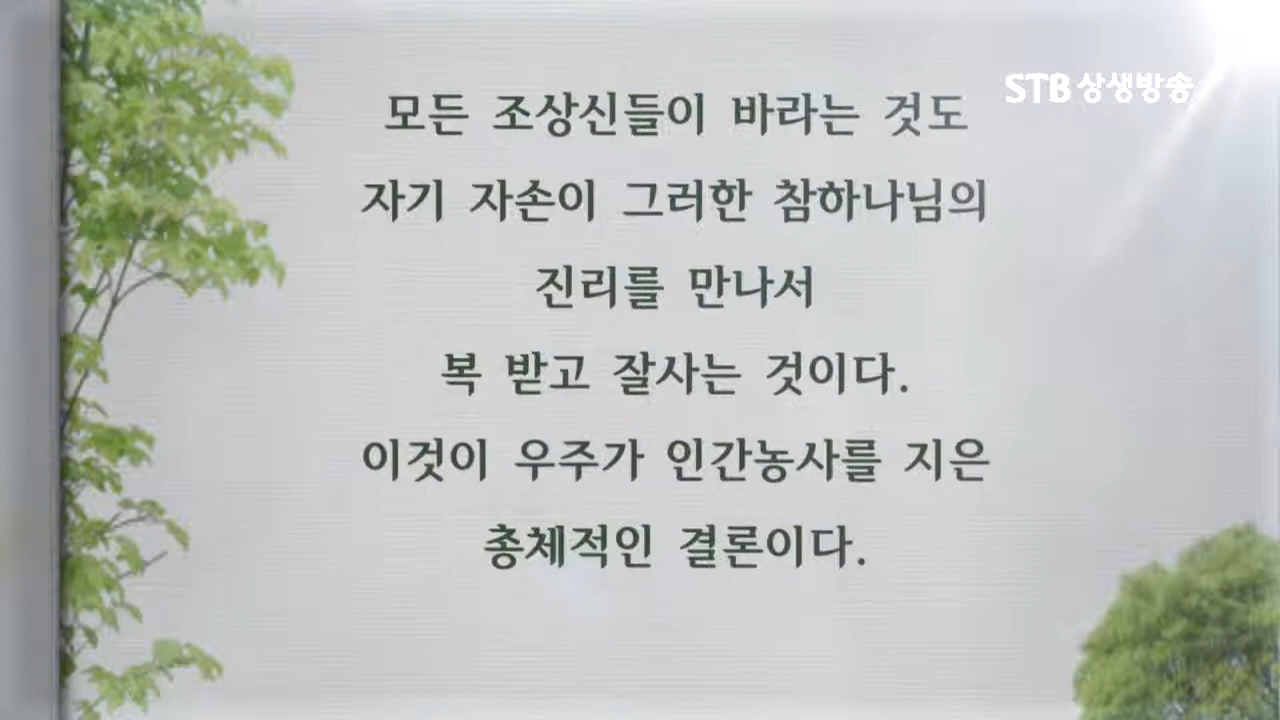 STB 상생방송
모든 조상신들이 바라는 것도
자기 자손이 그러한 참하나님의
진리를 만나서
복 받고 잘사는 것이다.
이것이 우주가 인간농사를 지은
총체적인 결론이다.